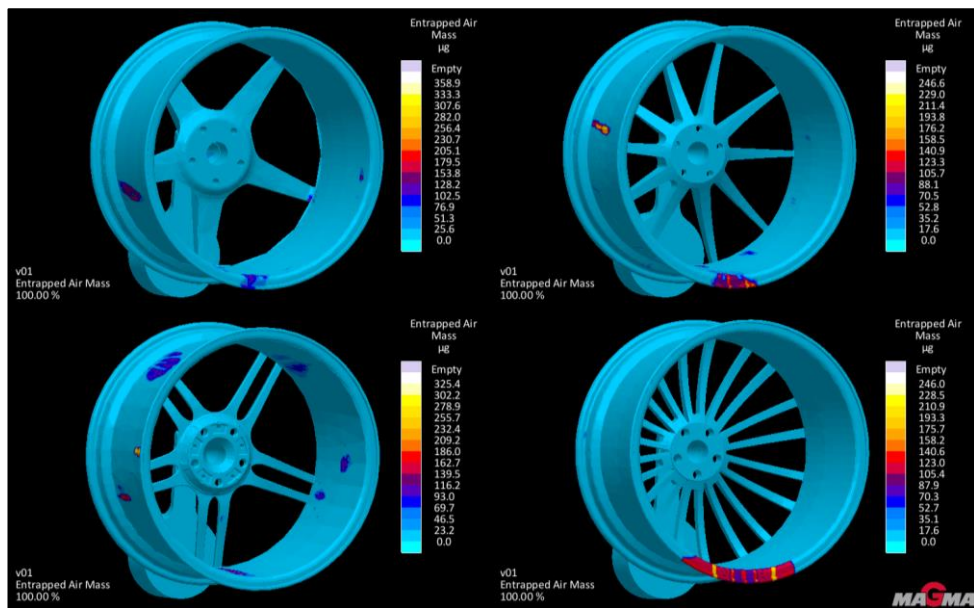 Entrapped Air
Mass
µg
Empty
358.9
333.3
307.6
282.0
256.4
230.7
205.1
179.5
153.8
128.2
102.5
76.9
51.3
25.6
0.0
v01
Entrapped Air Mass
100.00 %
Entrapped Air
Mass
µg
Empty
246.6
229.0
211.4
193.8
176.2
158.5
140.9
123.3
105.7
88.1
70.5
52.8
35.2
17.6
0.0
v01
Entrapped Air Mass
100.00 %
Entrapped Air
Mass
µg
Empty
325.4
302.2
278.9
255.7
232.4
209.2
186.0
162.7
139.5
116.2
93.0
69.7
46.5
23.2
0.0
v01
Entrapped Air Mass
100.00 %
Entrapped Air
Mass
µg
Empty
246.0
228.5
210.9
193.3
175.7
158.2
140.6
123.0
105.4
87.9
70.3
52.7
35.1
17.6
0.0
v01
Entrapped Air Mass
100.00 %
MAGMA